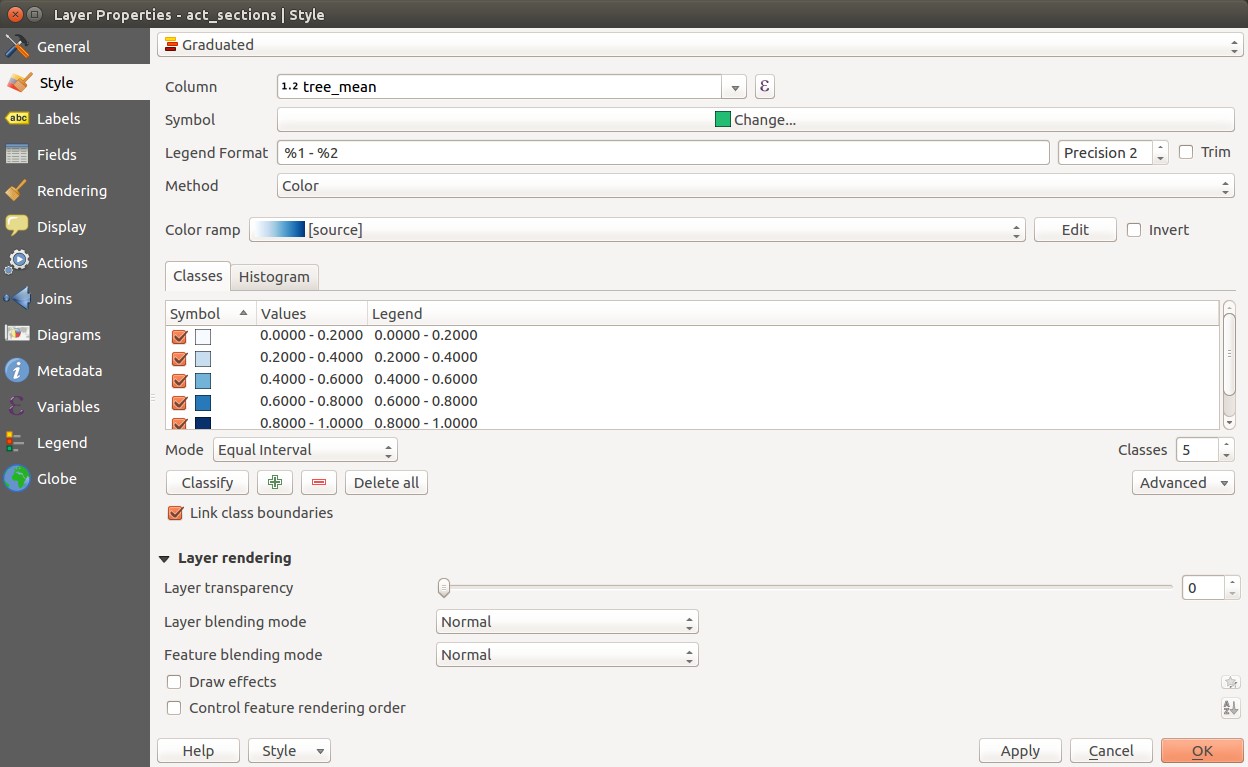 Layer Properties - act_sections | Style
General
Style
abc Labels
Fields
Rendering
Display
Actions
Joins
Diagrams
Metadata
Variables
Legend
Globe
Graduated
Column 1.2 tree_mean ε
Symbol Change...
Legend Format %1 - %2 Precision 2 Trim
Method Color
Color ramp [source] Edit Invert
Classes Histogram
Symbol Values Legend
0.0000 - 0.2000 0.0000 - 0.2000
0.2000 - 0.4000 0.2000 - 0.4000
0.4000 - 0.6000 0.4000 - 0.6000
0.6000 - 0.8000 0.6000 - 0.8000
0.8000 - 1.0000 0.8000 - 1.0000
Mode Equal Interval Classes 5
Classify Delete all Advanced
Link class boundaries
Layer rendering
Layer transparency 0
Layer blending mode Normal
Feature blending mode Normal
Draw effects
Control feature rendering order
Help Style Apply Cancel OK